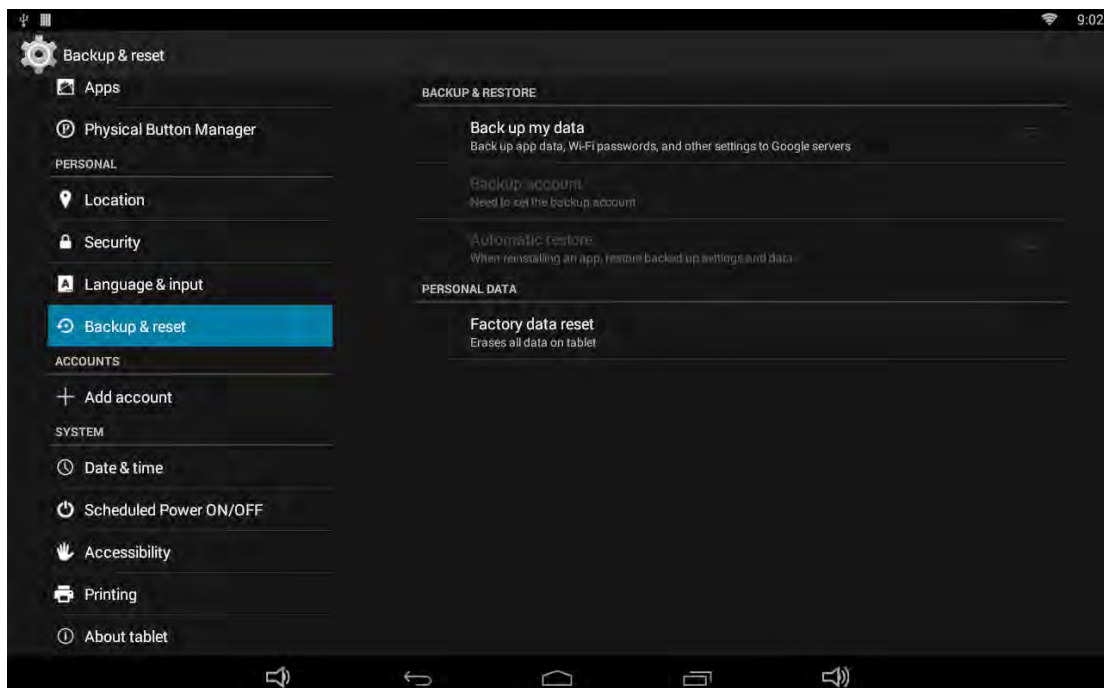 9:02
Backup & reset
Apps
Physical Button Manager
PERSONAL
Location
Security
Language & input
Backup & reset
ACCOUNTS
Add account
SYSTEM
Date & time
Scheduled Power ON/OFF
Accessibility
Printing
About tablet
BACKUP & RESTORE
Back up my data
Back up app data, Wi-Fi passwords, and other settings to Google servers
Backup account
Need to set the backup account
Automatic restore
When reinstalling an app, restore backed up settings and data
PERSONAL DATA
Factory data reset
Erases all data on tablet